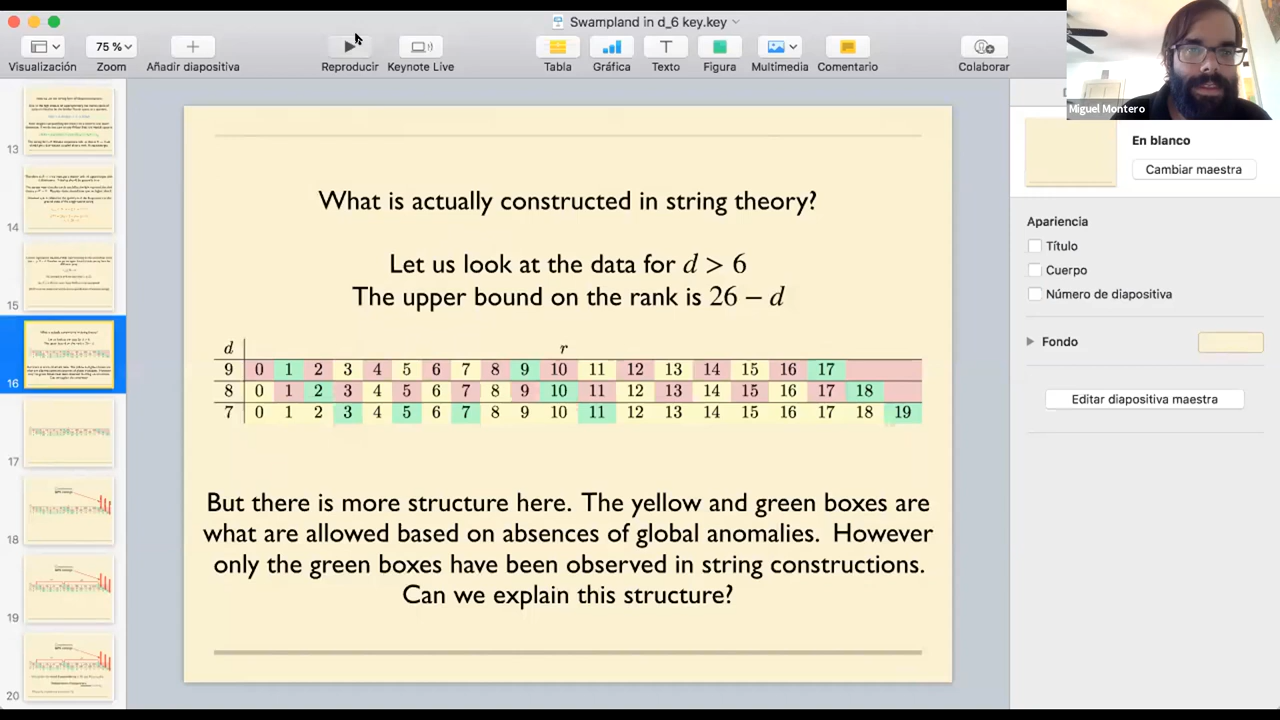 Swampland in d_6 key.key
75 %
Visualización
Zoom
Añadir diapositiva
Reproducir
Keynote Live
Tabla
Gráfica
Texto
Figura
Multimedia
Comentario
Colaborar
Miguel Montero
13
14
15
16
17
18
19
20
What is actually constructed in string theory?
Let us look at the data for d > 6
The upper bound on the rank is 26 − d
d r
9 0 1 2 3 4 5 6 7 8 9 10 11 12 13 14 15 16 17
8 0 1 2 3 4 5 6 7 8 9 10 11 12 13 14 15 16 17 18
7 0 1 2 3 4 5 6 7 8 9 10 11 12 13 14 15 16 17 18 19
But there is more structure here. The yellow and green boxes are
what are allowed based on absences of global anomalies. However
only the green boxes have been observed in string constructions.
Can we explain this structure?
En blanco
Cambiar maestra
Apariencia
Título
Cuerpo
Número de diapositiva
Fondo
Editar diapositiva maestra